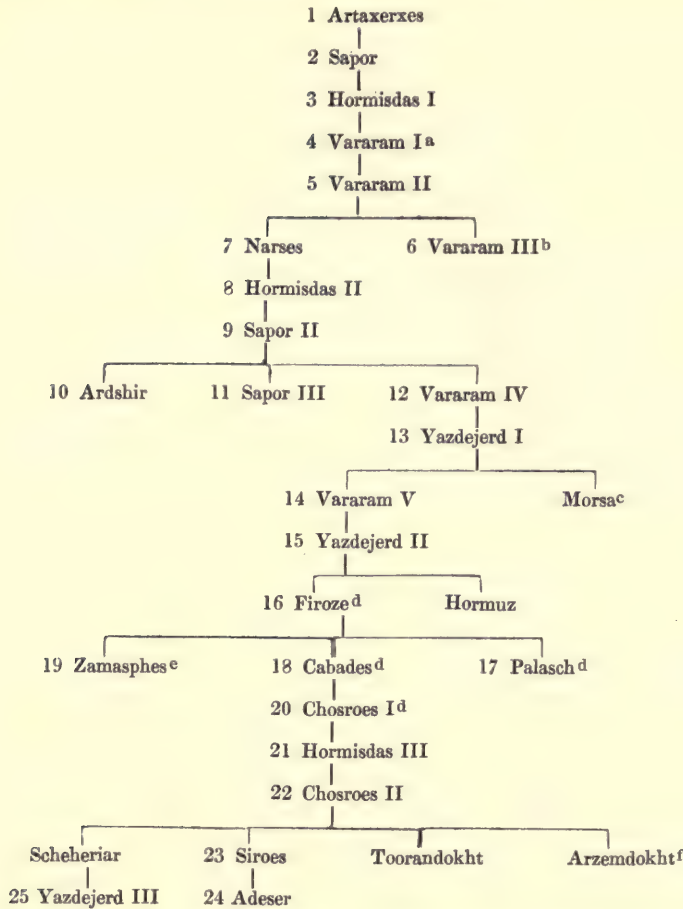 1 Artaxerxes
2 Sapor
3 Hormisdas I
4 Vararam I a
5 Vararam II
7 Narses 6 Vararam III b
8 Hormisdas II
9 Sapor II
10 Ardshir 11 Sapor III 12 Vararam IV
13 Yazdejerd I
14 Vararam V Morsa c
15 Yazdejerd II
16 Firoze d Hormuz
19 Zamasphes e 18 Cabades d 17 Palasch d
20 Chosroes I d
21 Hormisdas III
22 Chosroes II
Scheheriar 23 Siroes Toorandokht Arzemdokht f
25 Yazdejerd III 24 Adeser